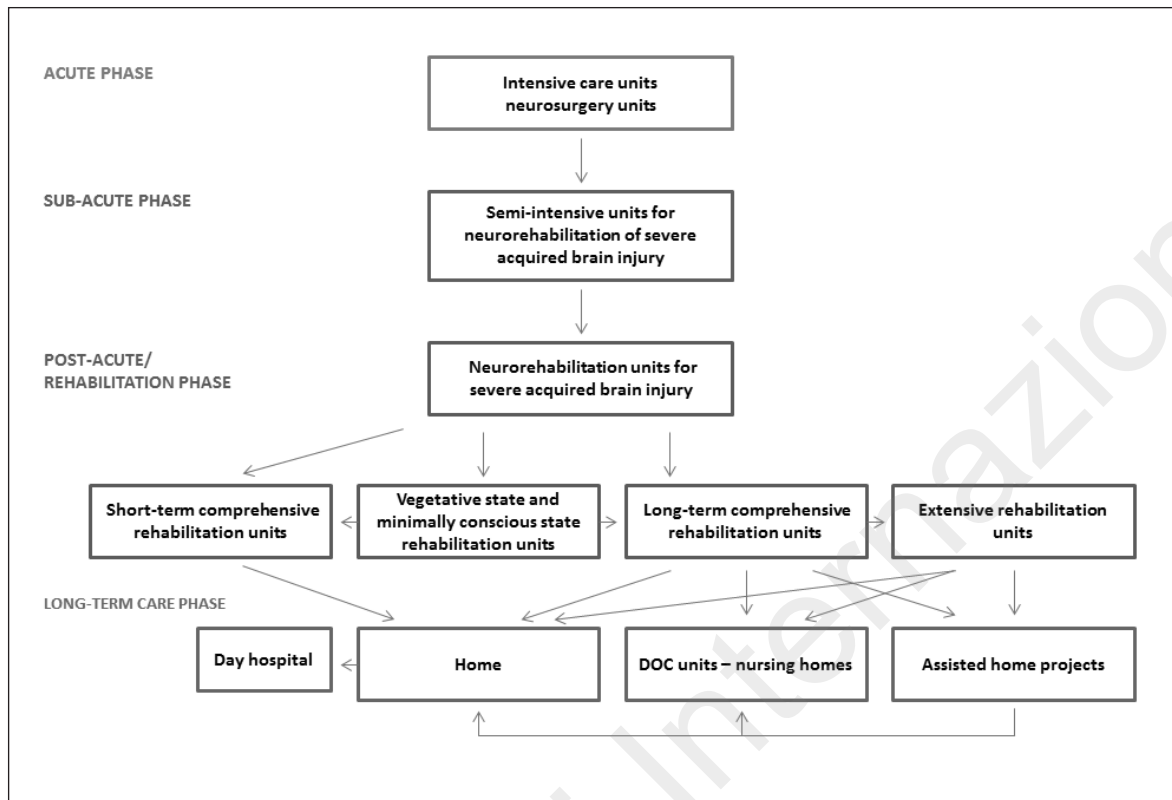 ACUTE PHASE
Intensive care units
neurosurgery units
SUB-ACUTE PHASE
Semi-intensive units for
neurorehabilitation of severe
acquired brain injury
POST-ACUTE/
REHABILITATION PHASE
Neurorehabilitation units for
severe acquired brain injury
Short-term comprehensive
rehabilitation units
Vegetative state and
minimally conscious state
rehabilitation units
Long-term comprehensive
rehabilitation units
Extensive rehabilitation
units
LONG-TERM CARE PHASE
Day hospital
Home
DOC units – nursing homes
Assisted home projects